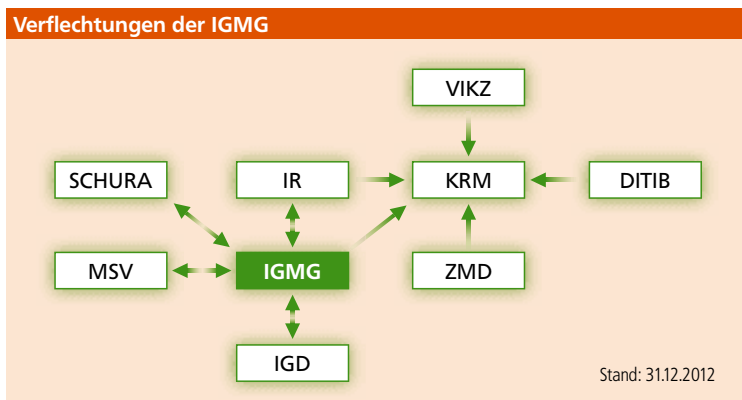 Verflechtungen der IGMG
VIKZ
SCHURA
IR
KRM
DITIB
MSV
IGMG
ZMD
IGD
Stand: 31.12.2012